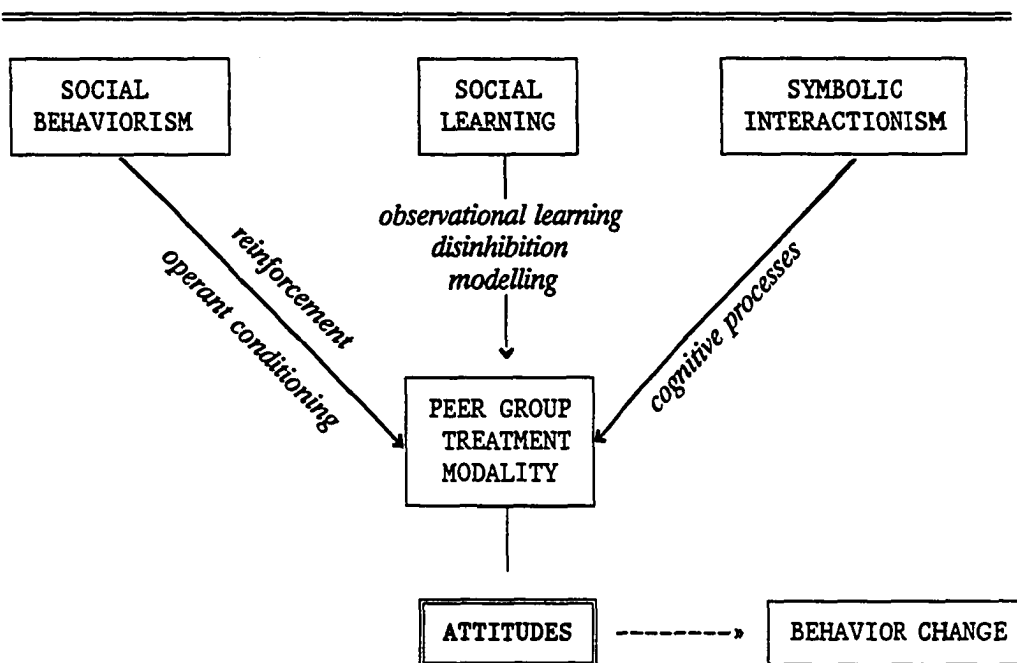 SOCIAL
BEHAVIORISM
SOCIAL
LEARNING
SYMBOLIC
INTERACTIONISM
reinforcement
operant conditioning
observational learning
disinhibition
modelling
cognitive processes
PEER GROUP
TREATMENT
MODALITY
ATTITUDES
BEHAVIOR CHANGE